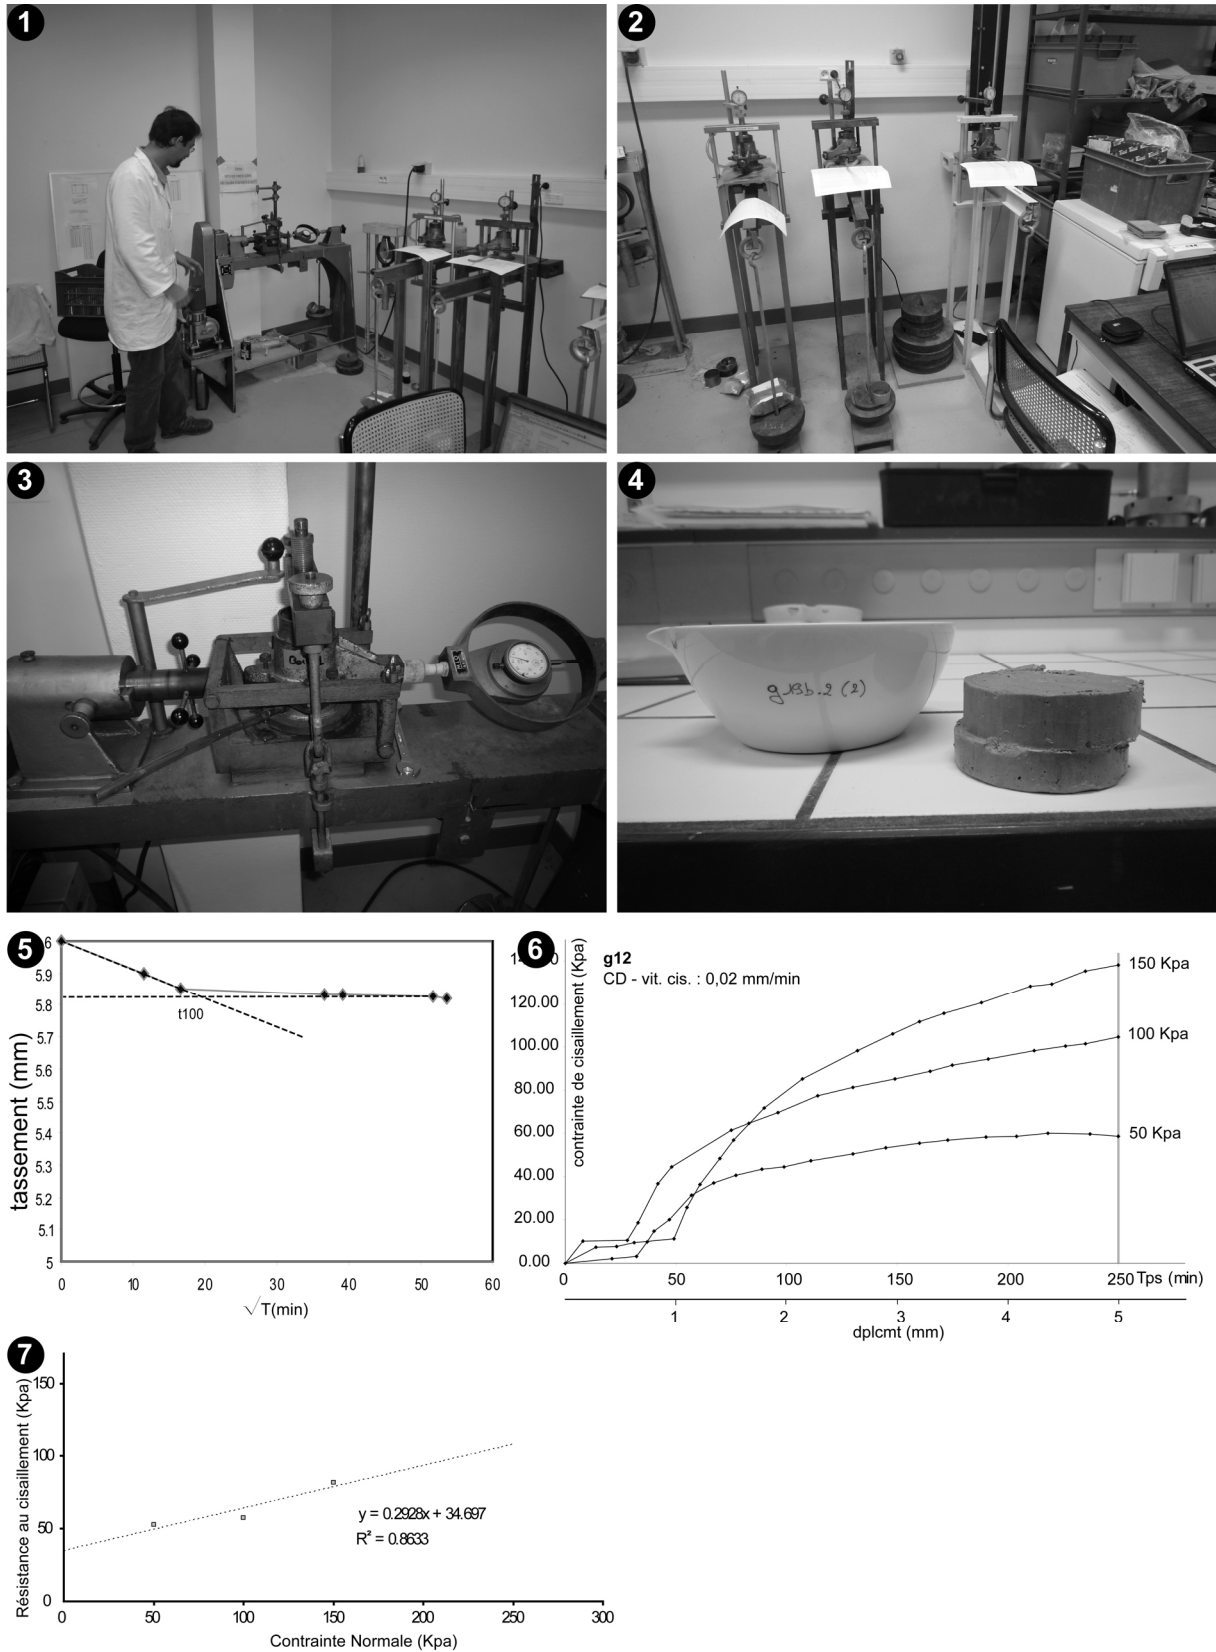 1
2
3
4
gBb.2 (2)
5
tassement (mm)
6
5.9
5.8
5.7
5.6
5.5
5.4
5.3
5.2
5.1
5
t100
0 10 20 30 40 50 60
√T(min)
6
contrainte de cisaillement (Kpa)
g12
CD - vit. cis. : 0,02 mm/min
120.00
100.00
80.00
60.00
40.00
20.00
0.00
150 Kpa
100 Kpa
50 Kpa
0 50 100 150 200 250 Tps (min)
1 2 3 4 5
dplcmt (mm)
7
Résistance au cisaillement (Kpa)
150
100
50
0
y = 0.2928x + 34.697
R² = 0.8633
0 50 100 150 200 250 300
Contrainte Normale (Kpa)